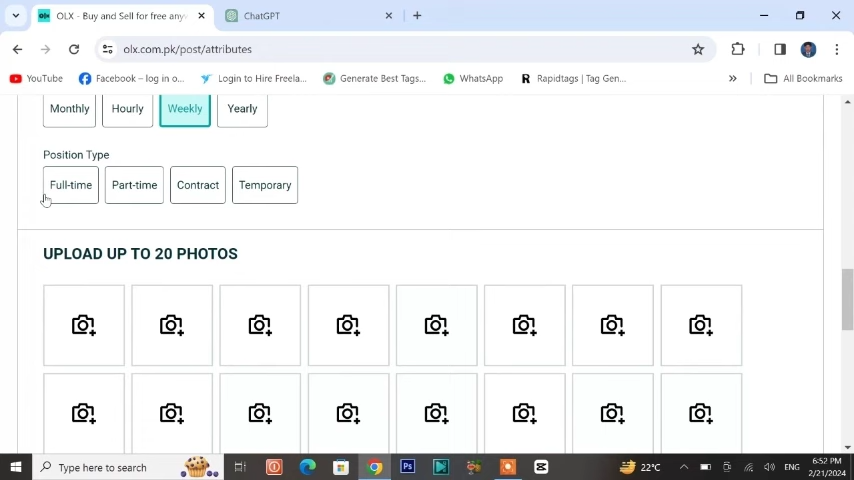 OLX - Buy and Sell for free any
ChatGPT
olx.com.pk/post/attributes
YouTube
Facebook – log in o...
Login to Hire Freela...
Generate Best Tags...
WhatsApp
Rapidtags | Tag Gen...
All Bookmarks
Monthly
Hourly
Weekly
Yearly
Position Type
Full-time
Part-time
Contract
Temporary
UPLOAD UP TO 20 PHOTOS
Type here to search
22°C
ENG
6:52 PM
2/21/2024